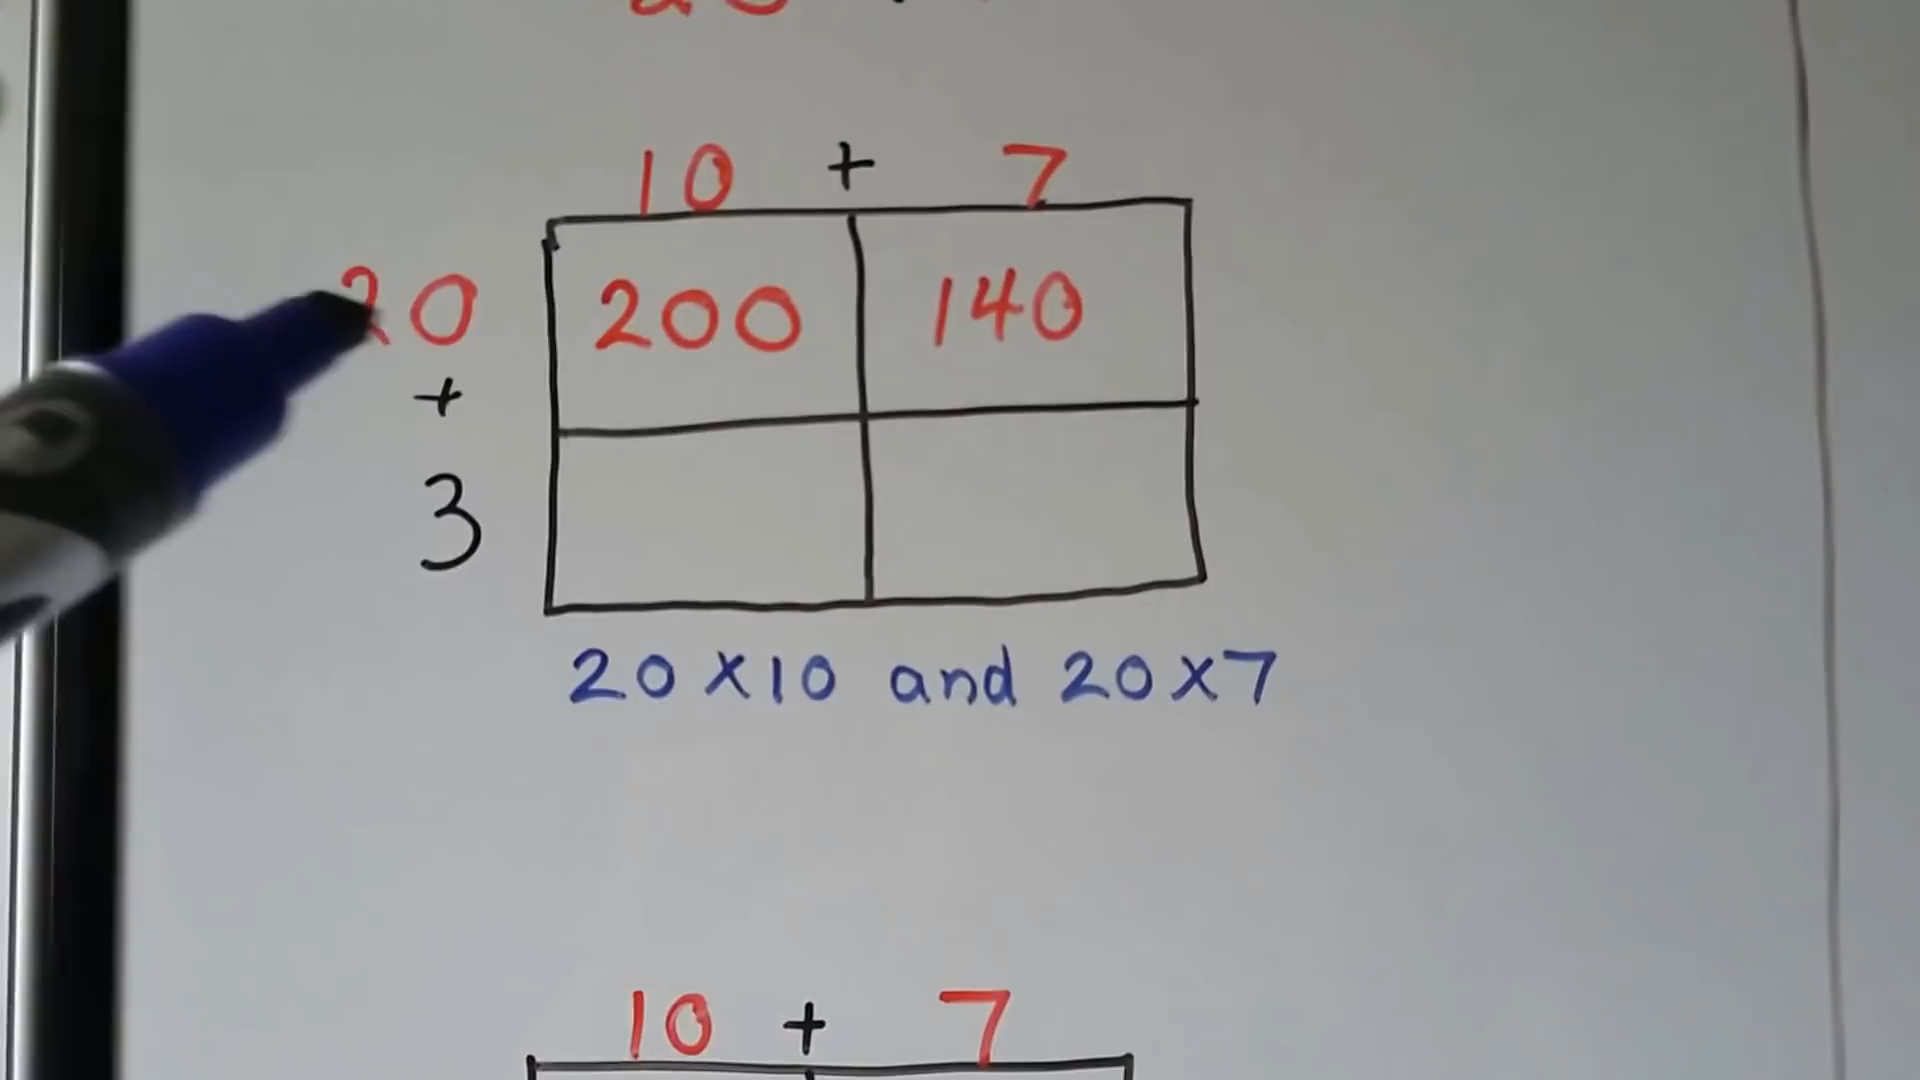 10 + 7
20 200 140
+
3
20 x 10 and 20 x 7
10 + 7